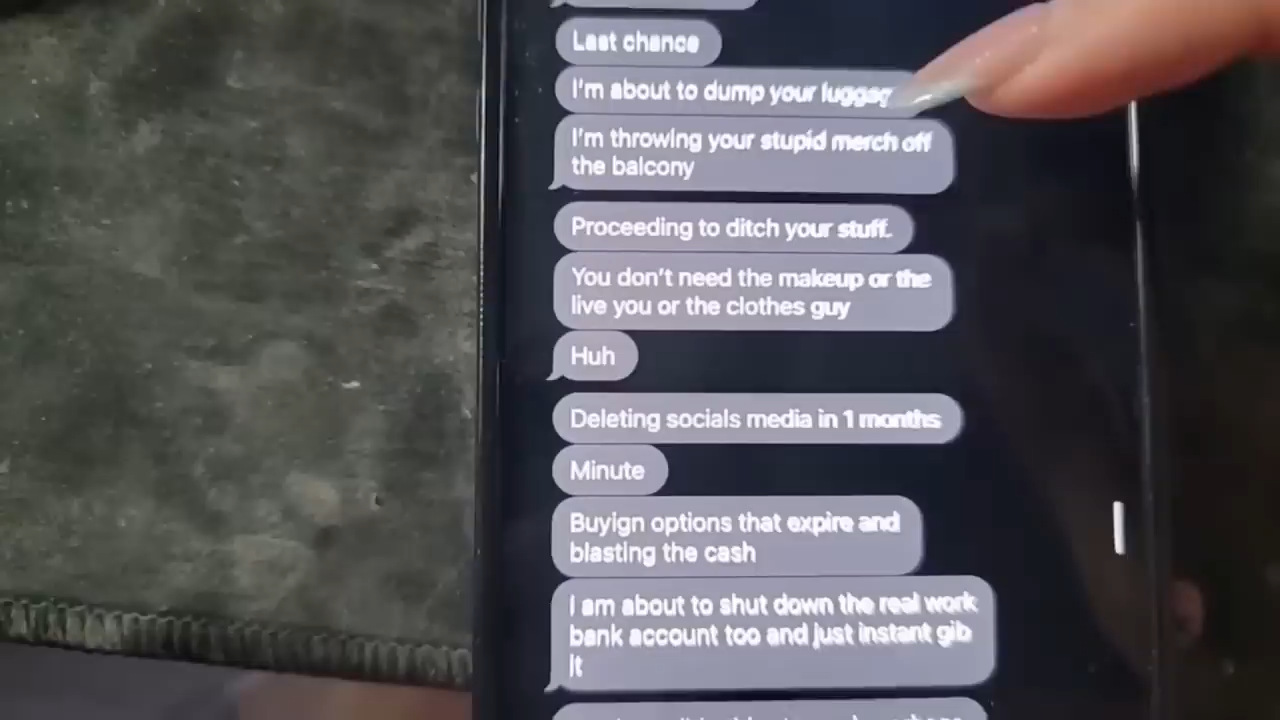 Last chance
I'm about to dump your luggag
I'm throwing your stupid merch off
the balcony
Proceeding to ditch your stuff.
You don't need the makeup or the
live you or the clothes guy
Huh
Deleting socials media in 1 months
Minute
Buyign options that expire and
blasting the cash
I am about to shut down the real work
bank account too and just instant gib
it